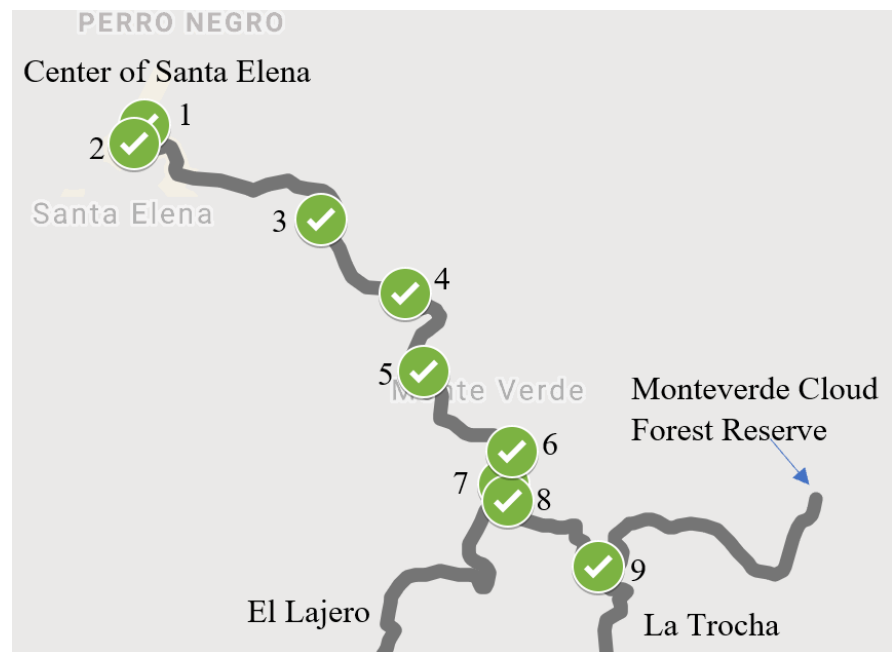 PERRO NEGRO
Center of Santa Elena
1
2
Santa Elena
3
4
5
Monte Verde
Monteverde Cloud
Forest Reserve
6
7
8
9
El Lajero
La Trocha